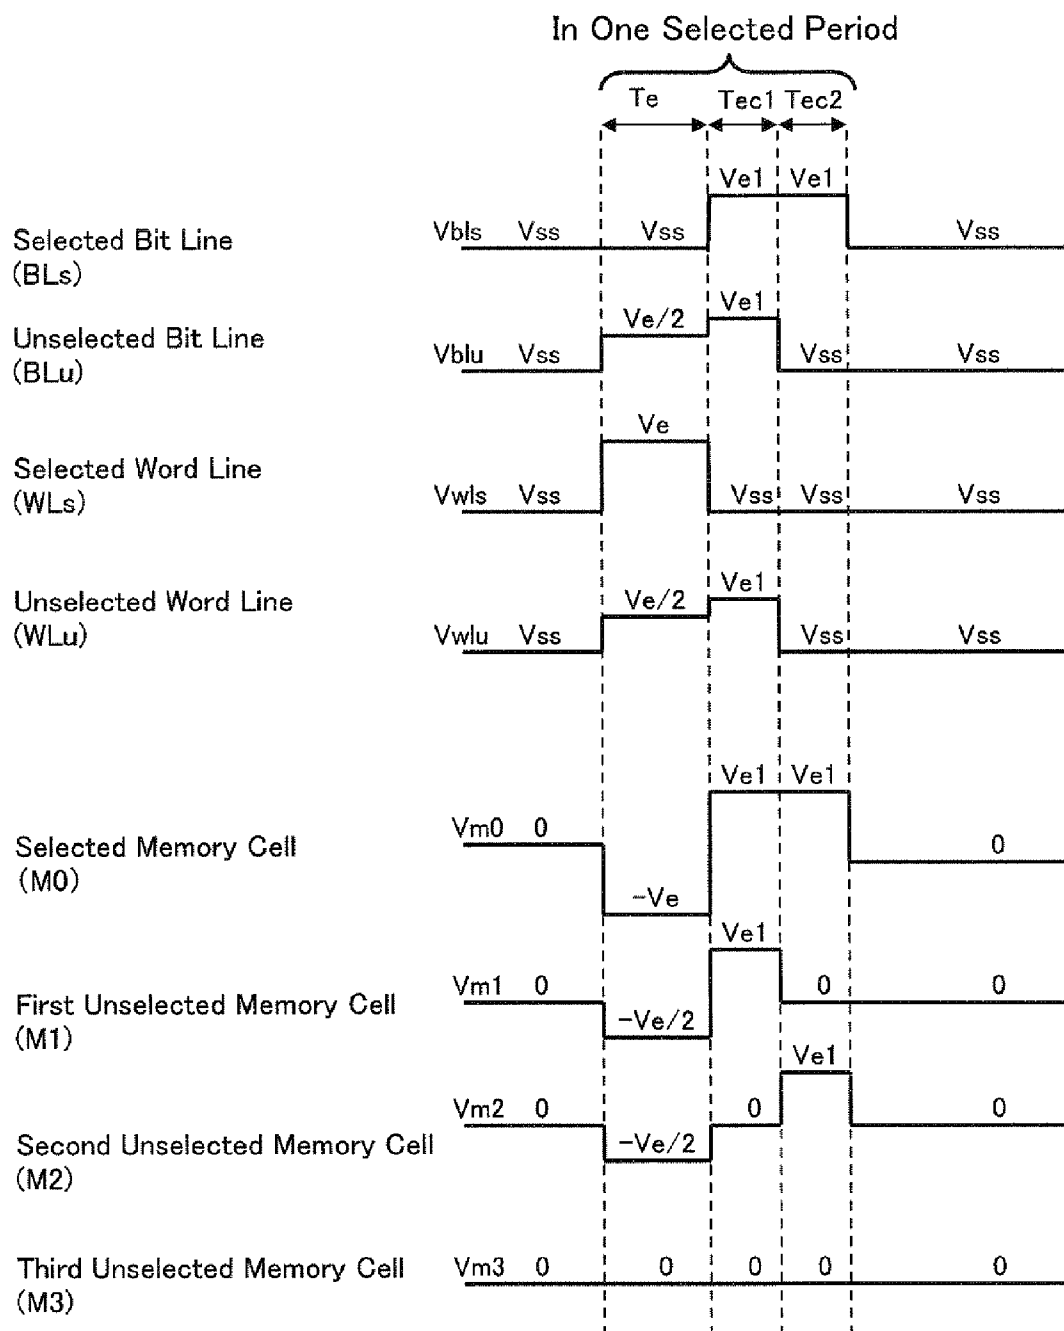 In One Selected Period
Te Tec1 Tec2
Ve1 Ve1
Selected Bit Line
(BLs)
Vbls Vss Vss Vss
Ve1
Ve/2
Unselected Bit Line
(BLu)
Vblu Vss Vss Vss
Ve
Selected Word Line
(WLs)
Vwls Vss Vss Vss Vss
Ve1
Ve/2
Unselected Word Line
(WLu)
Vwlu Vss Vss Vss
Ve1 Ve1
Vm0 0 0
Selected Memory Cell
(M0)
-Ve
Ve1
Vm1 0 0 0
First Unselected Memory Cell
(M1)
-Ve/2
Ve1
Vm2 0 0 0
Second Unselected Memory Cell
(M2)
-Ve/2
Third Unselected Memory Cell
(M3)
Vm3 0 0 0 0 0